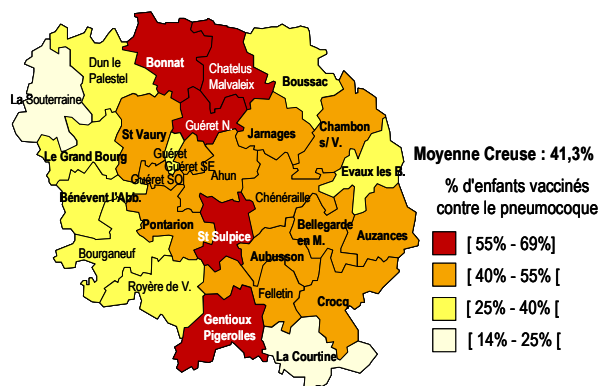 Dun le
Palestel
Bonnat
Chatelus
Malvaleix
Boussac
La Souterraine
Guéret N.
St Vaury
Jarnages
Chambon
s/ V.
Le Grand Bourg
Guéret
Guéret SE
Guéret SO
Ahun
Evaux les B.
Bénévent l'Abb.
Chénéraille
Pontarion
St Sulpice
Bellegarde
en M.
Auzances
Bourganeuf
Aubusson
Royère de V.
Felletin
Crocq
Gentioux
Pigerolles
La Courtine
Moyenne Creuse : 41,3%
% d'enfants vaccinés
contre le pneumocoque
[ 55% - 69%]
[ 40% - 55% [
[ 25% - 40% [
[ 14% - 25% [